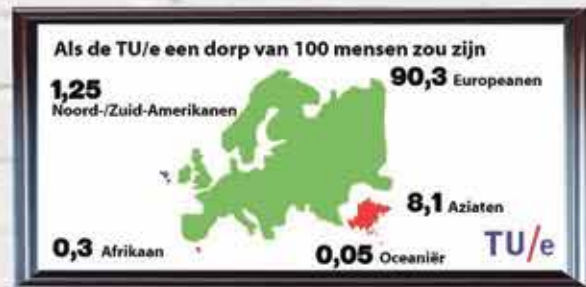 Als de TU/e een dorp van 100 mensen zou zijn
1,25
Noord-/Zuid-Amerikanen
90,3 Europeanen
8,1 Aziaten
0,3 Afrikaan
0,05 Oceaniër
TU/e